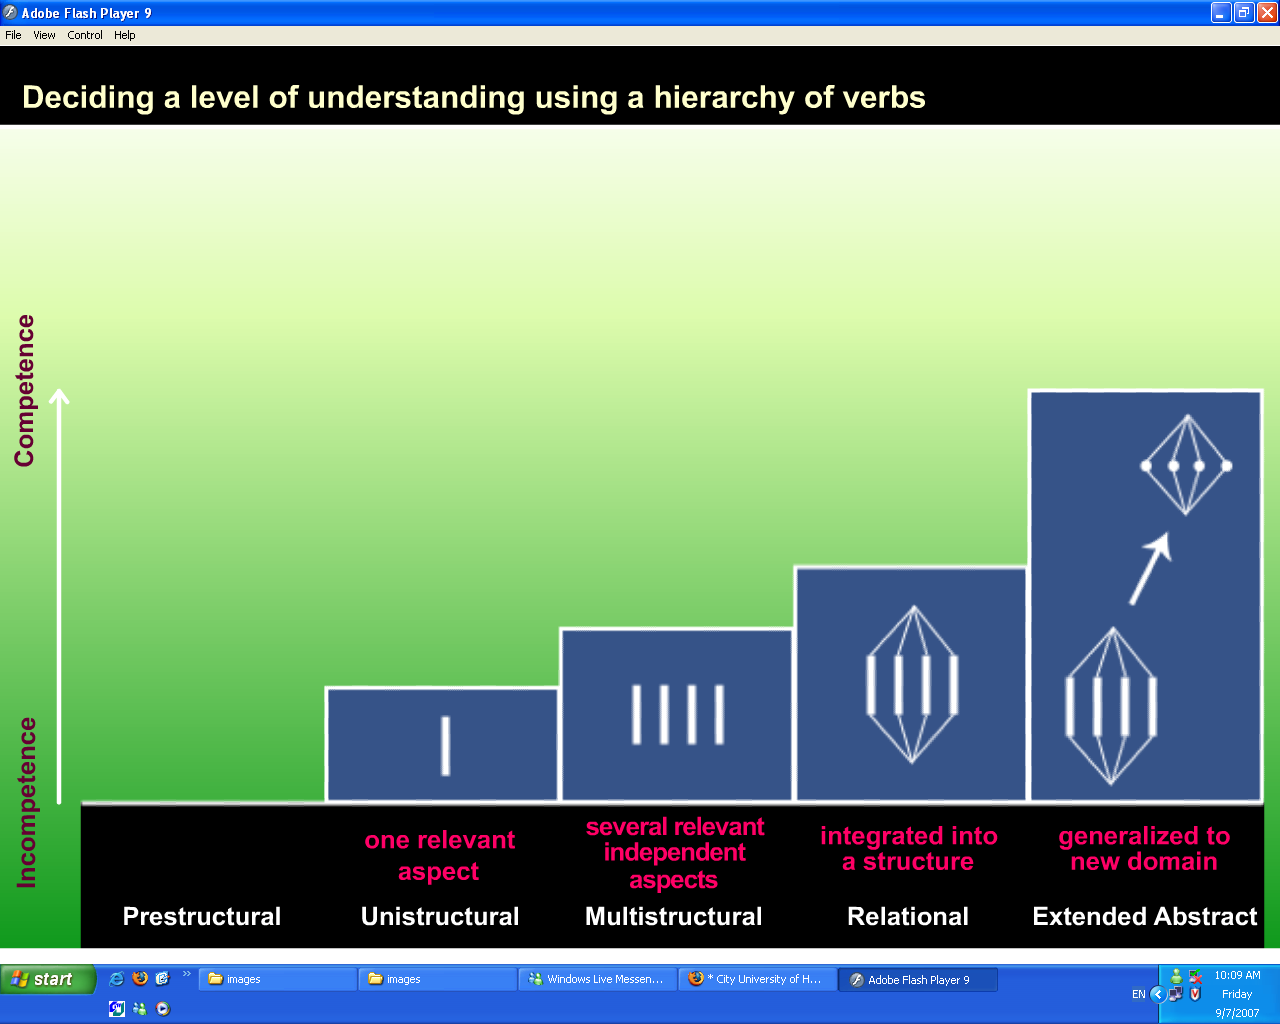 Adobe Flash Player 9
File View Control Help
Deciding a level of understanding using a hierarchy of verbs
Competence
Incompetence
one relevant
aspect
several relevant
independent
aspects
integrated into
a structure
generalized to
new domain
Prestructural
Unistructural
Multistructural
Relational
Extended Abstract
start
images
images
Windows Live Messen...
* City University of H...
Adobe Flash Player 9
EN
10:09 AM
Friday
9/7/2007